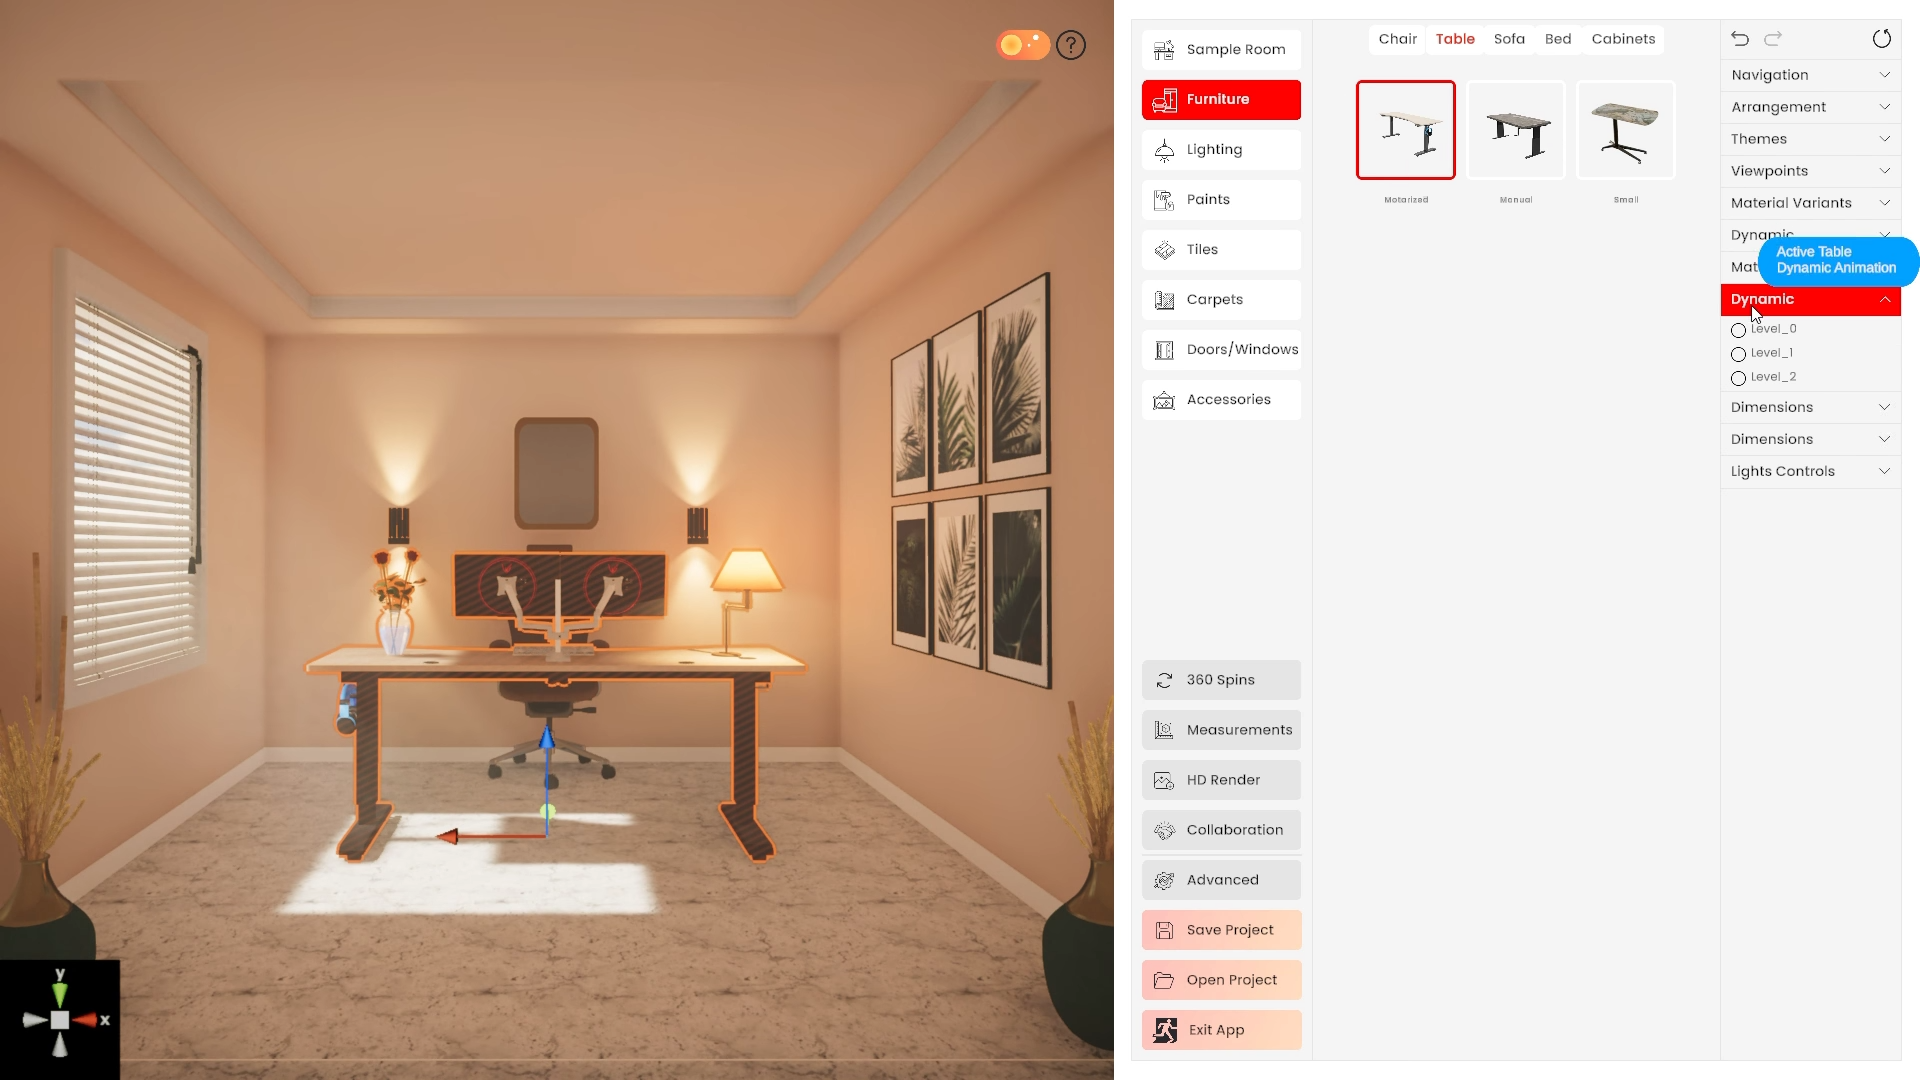 ?
Sample Room
Furniture
Lighting
Paints
Tiles
Carpets
Doors/Windows
Accessories
360 Spins
Measurements
HD Render
Collaboration
Advanced
Save Project
Open Project
Exit App
Chair Table Sofa Bed Cabinets
Motarized Manual Small
Navigation
Arrangement
Themes
Viewpoints
Material Variants
Dynamic
Active Table
Dynamic Animation
Mat
Dynamic
Level_0
Level_1
Level_2
Dimensions
Dimensions
Lights Controls
y
x